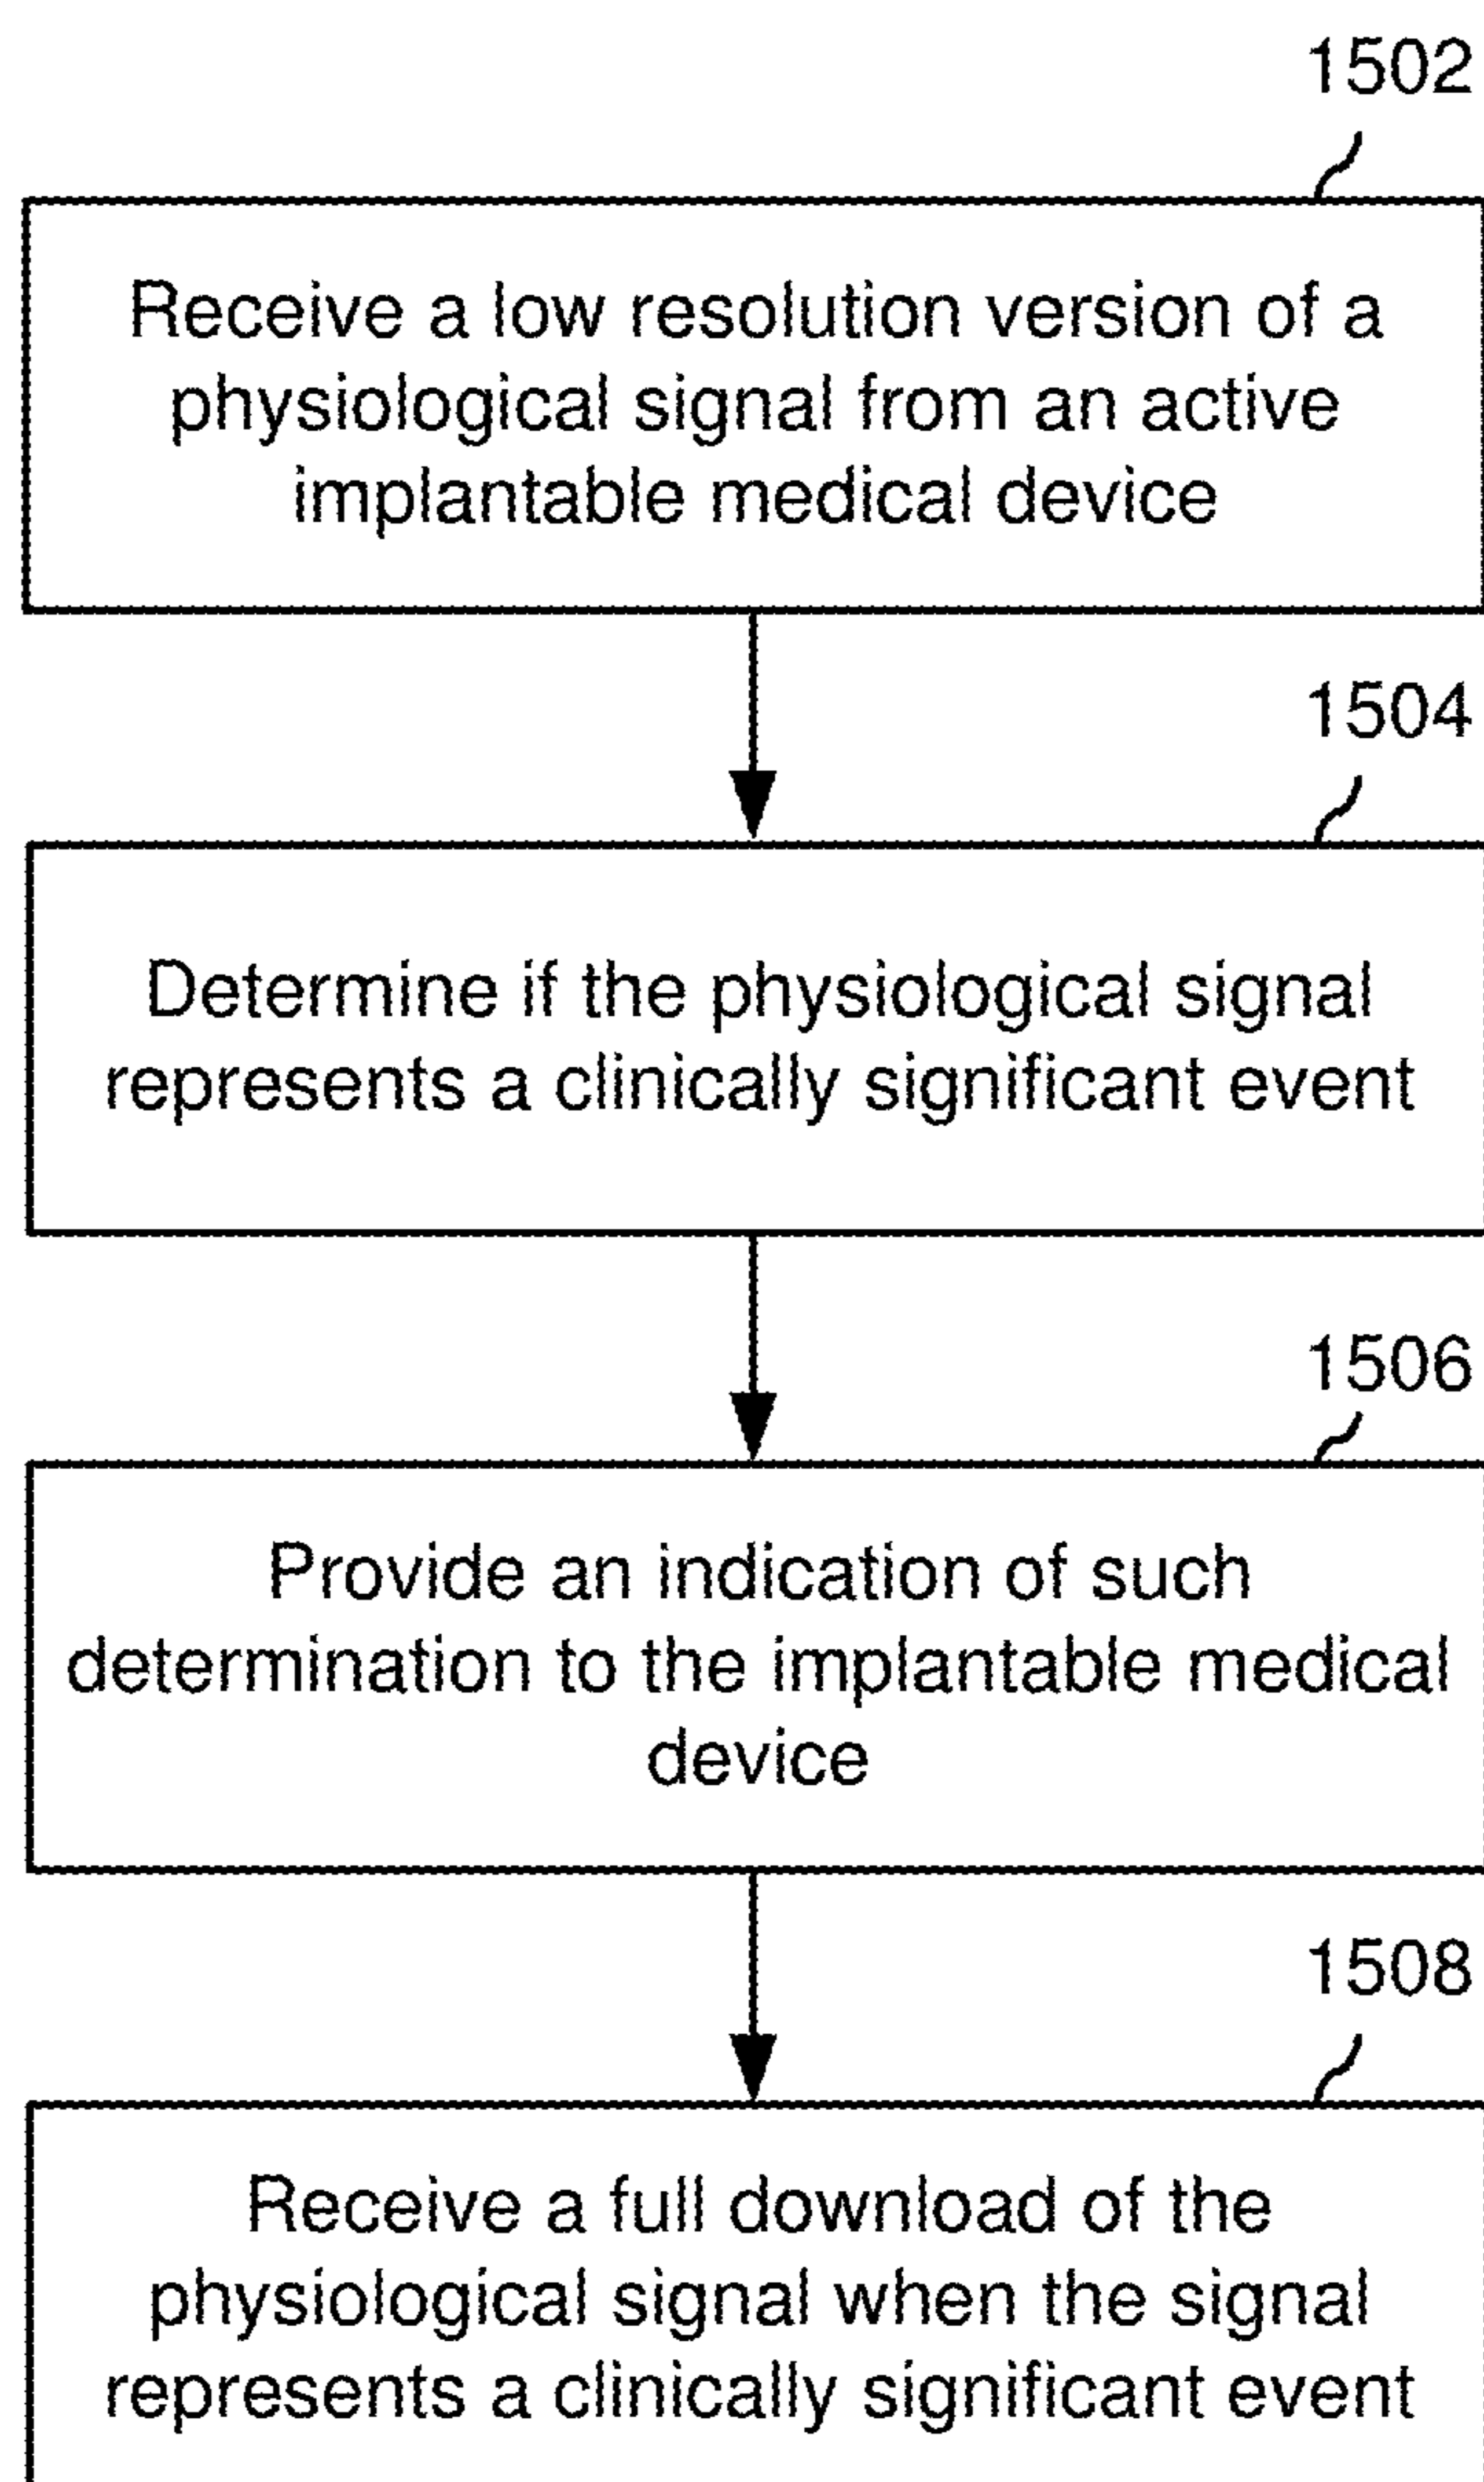 1502
Receive a low resolution version of a
physiological signal from an active
implantable medical device
1504
Determine if the physiological signal
represents a clinically significant event
1506
Provide an indication of such
determination to the implantable medical
device
1508
Receive a full download of the
physiological signal when the signal
represents a clinically significant event